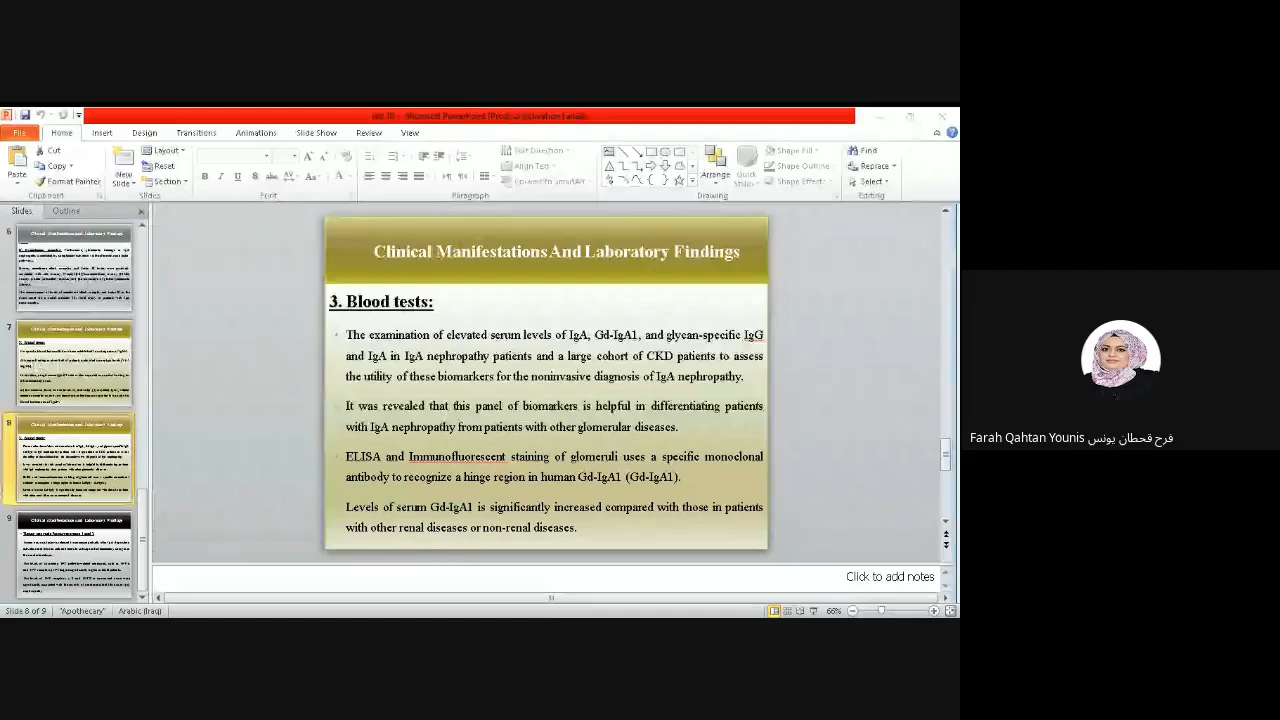 File Home Insert Design Transitions Animations Slide Show Review View
Cut
Copy
Format Painter
Paste
Clipboard
New Slide
Layout
Reset
Section
Slides
Font
Text Direction
Align Text
Convert to SmartArt
Paragraph
Arrange
Quick Styles
Shape Fill
Shape Outline
Shape Effects
Drawing
Find
Replace
Select
Editing
Slides Outline
6
7
8
9
Clinical Manifestations And Laboratory Findings
3. Blood tests:
The examination of elevated serum levels of IgA, Gd-IgA1, and glycan-specific IgG
and IgA in IgA nephropathy patients and a large cohort of CKD patients to assess
the utility of these biomarkers for the noninvasive diagnosis of IgA nephropathy.
It was revealed that this panel of biomarkers is helpful in differentiating patients
with IgA nephropathy from patients with other glomerular diseases.
ELISA and Immunofluorescent staining of glomeruli uses a specific monoclonal
antibody to recognize a hinge region in human Gd-IgA1 (Gd-IgA1).
Levels of serum Gd-IgA1 is significantly increased compared with those in patients
with other renal diseases or non-renal diseases.
Click to add notes
Slide 8 of 9 "Apothecary" Arabic (Iraq) 66%
Farah Qahtan Younis فرح قحطان يونس